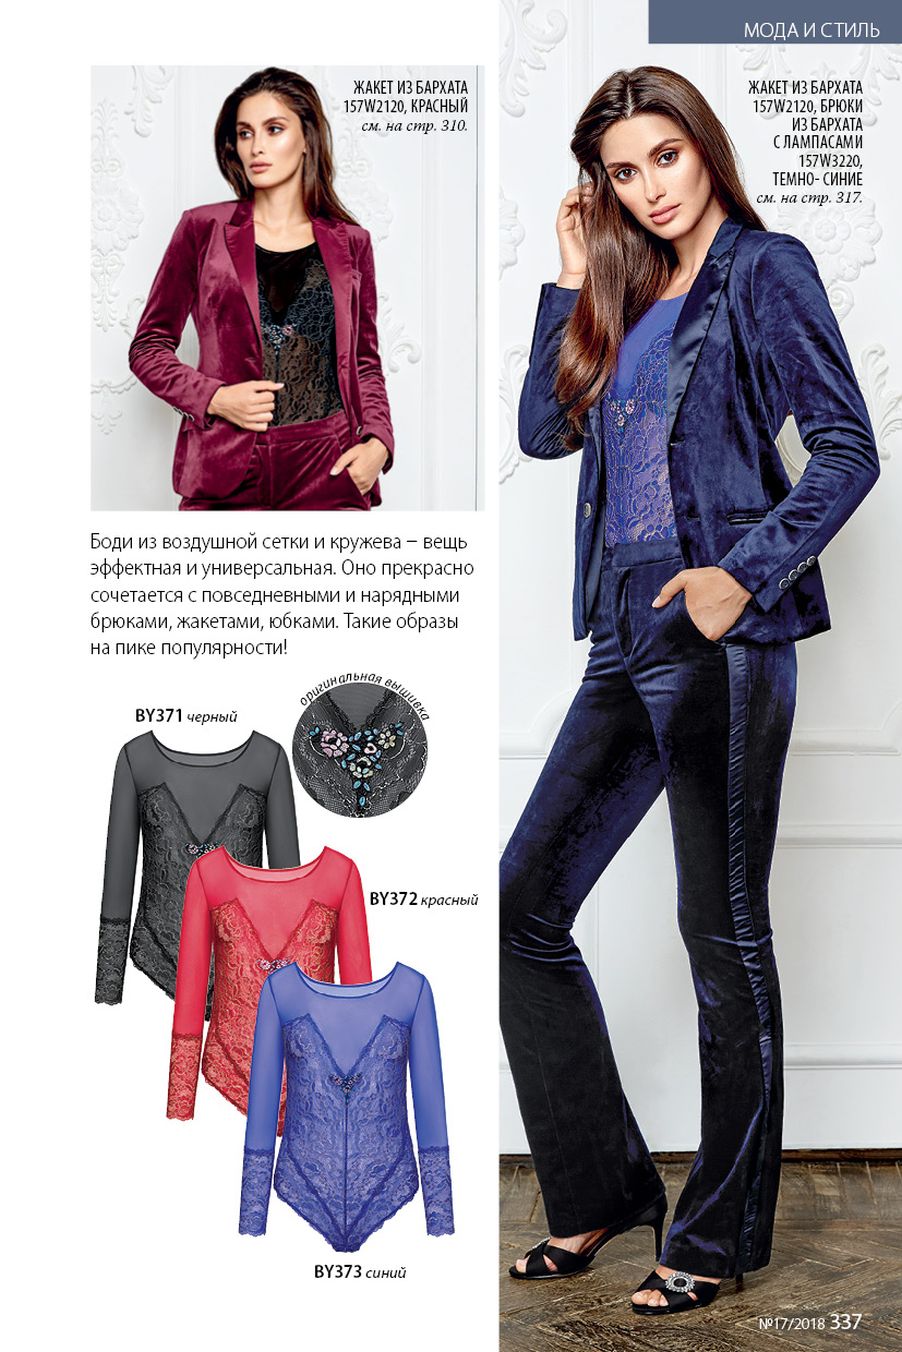 МОДА И СТИЛЬ
ЖАКЕТ ИЗ БАРХАТА
157W2120, КРАСНЫЙ
см. на стр. 310.
ЖАКЕТ ИЗ БАРХАТА
157W2120, БРЮКИ
ИЗ БАРХАТА
С ЛАМПАСАМИ
157W3220,
ТЕМНО- СИНИЕ
см. на стр. 317.
Боди из воздушной сетки и кружева – вещь
эффектная и универсальная. Оно прекрасно
сочетается с повседневными и нарядными
брюками, жакетами, юбками. Такие образы
на пике популярности!
оригинальная вышивка
BY371 черный
BY372 красный
BY373 синий
№17/2018 337